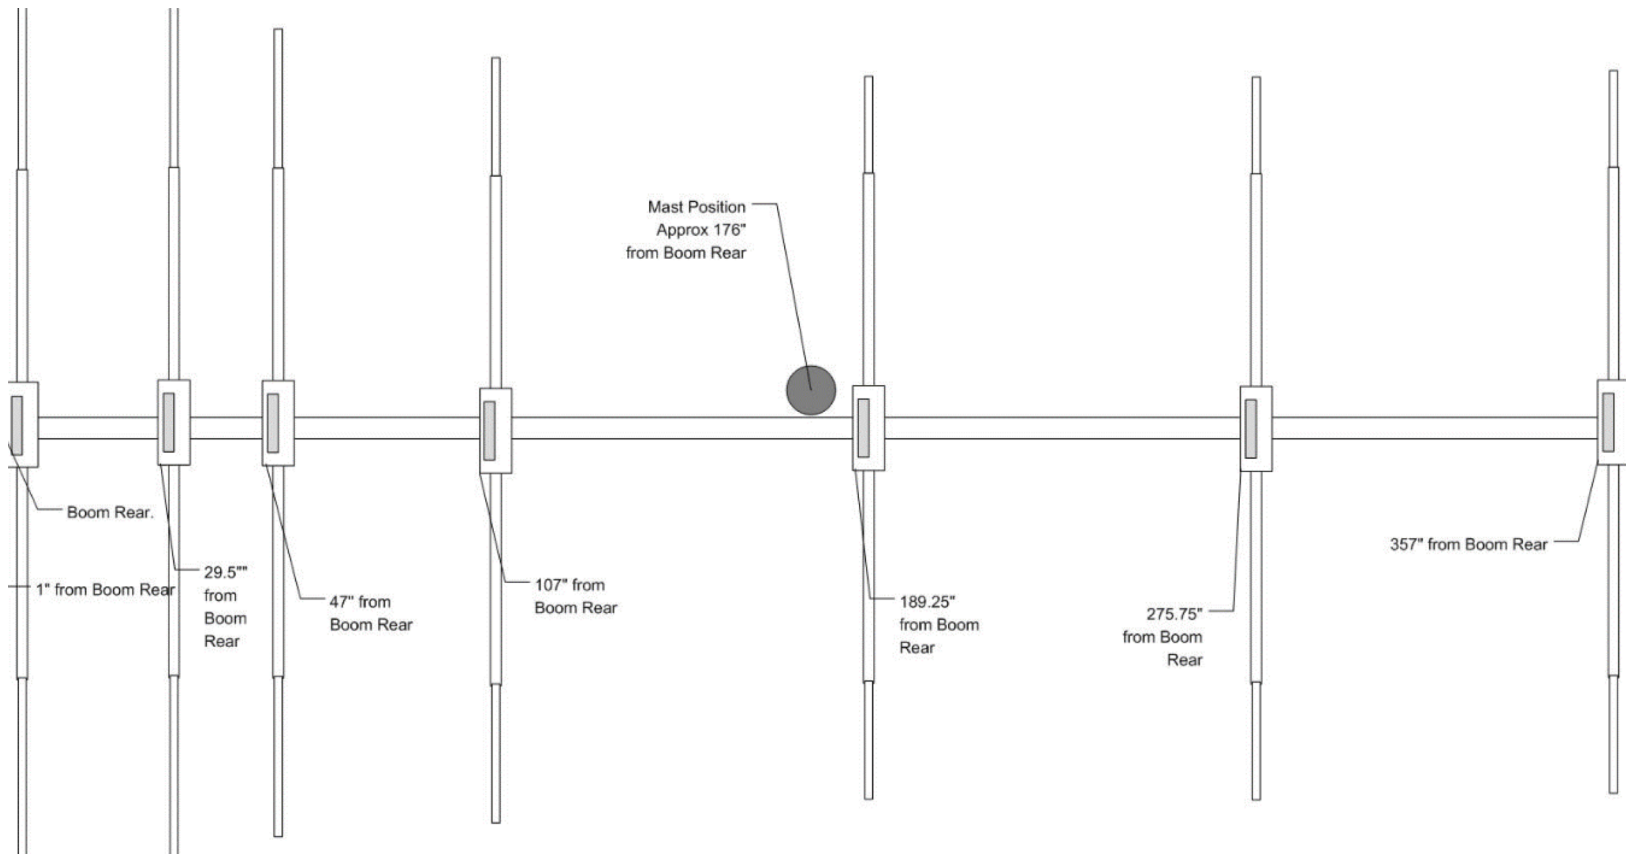 Mast Position
Approx 176"
from Boom Rear
Boom Rear.
1" from Boom Rear
29.5""
from
Boom
Rear
47" from
Boom Rear
107" from
Boom Rear
189.25"
from Boom
Rear
275.75"
from Boom
Rear
357" from Boom Rear